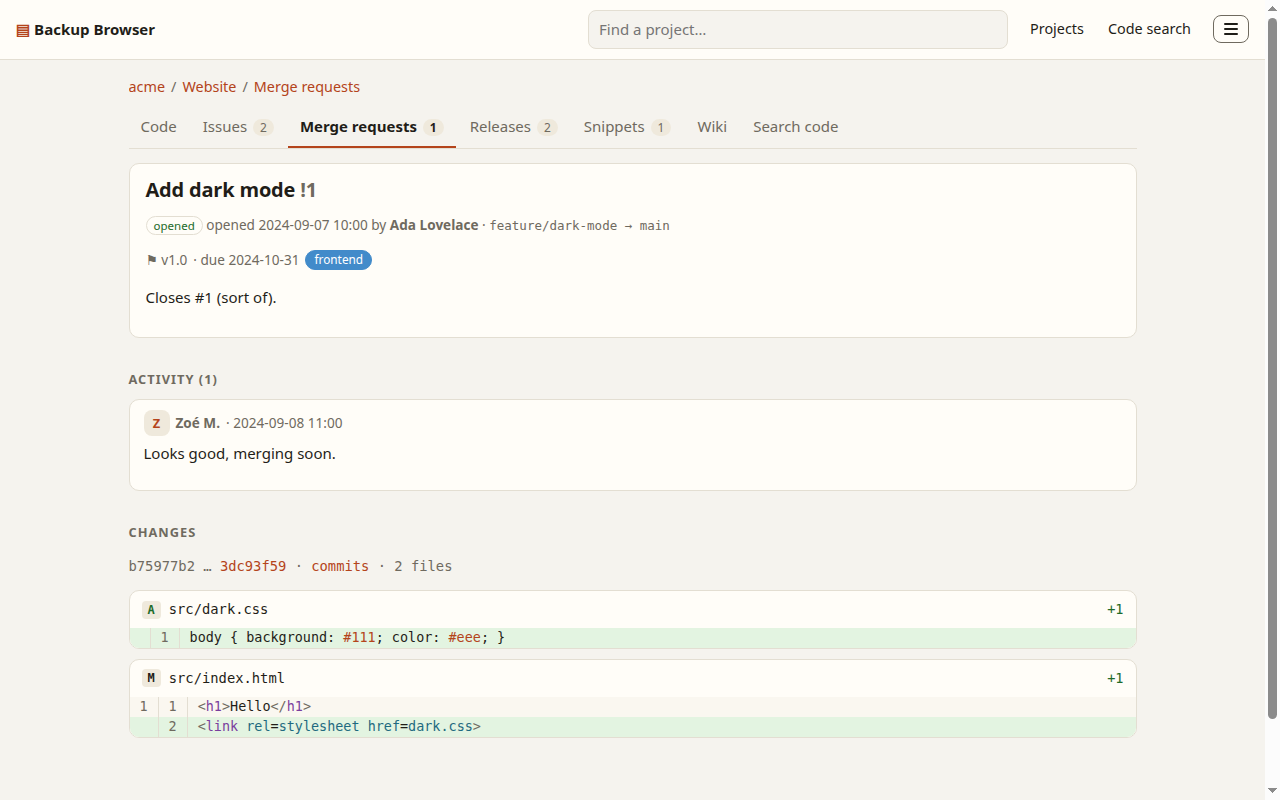 Backup Browser
Find a project...
Projects
Code search
acme / Website / Merge requests
Code
Issues 2
Merge requests 1
Releases 2
Snippets 1
Wiki
Search code
Add dark mode !1
opened opened 2024-09-07 10:00 by Ada Lovelace · feature/dark-mode → main
⚑ v1.0 · due 2024-10-31 frontend
Closes #1 (sort of).
ACTIVITY (1)
Z Zoé M. · 2024-09-08 11:00
Looks good, merging soon.
CHANGES
b75977b2 … 3dc93f59 · commits · 2 files
A src/dark.css +1
1 body { background: #111; color: #eee; }
M src/index.html +1
1 1 <h1>Hello</h1>
2 <link rel=stylesheet href=dark.css>